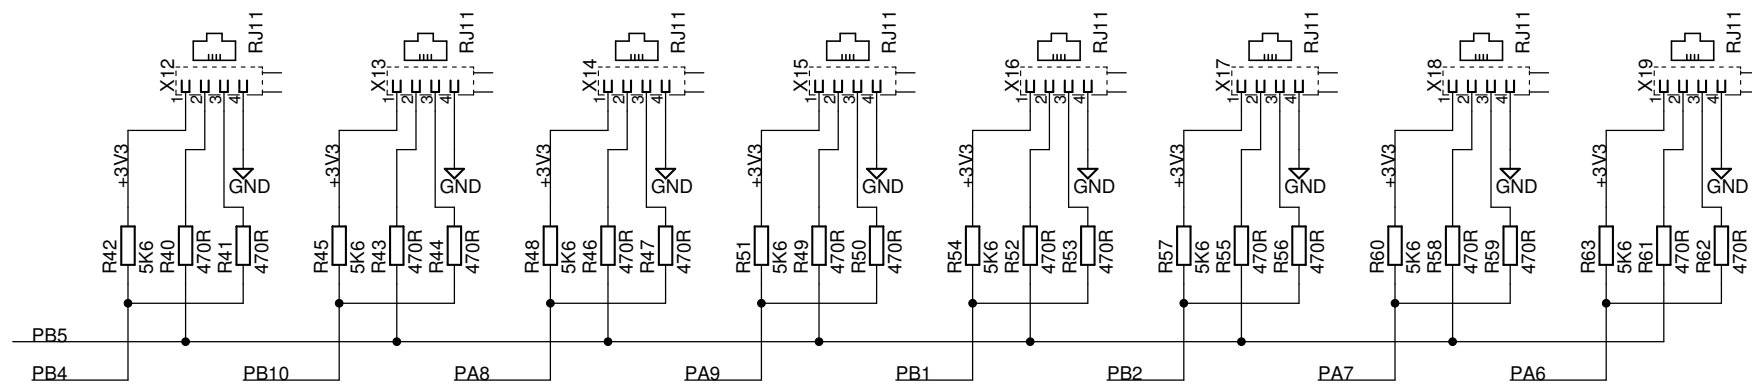 RJ11
RJ11
RJ11
RJ11
RJ11
RJ11
RJ11
RJ11
X12
X13
X14
X15
X16
X17
X18
X19
1 2 3 4
1 2 3 4
1 2 3 4
1 2 3 4
1 2 3 4
1 2 3 4
1 2 3 4
1 2 3 4
+3V3
GND
+3V3
GND
+3V3
GND
+3V3
GND
+3V3
GND
+3V3
GND
+3V3
GND
+3V3
GND
R42 5K6 R40 470R R41 470R
R45 5K6 R43 470R R44 470R
R48 5K6 R46 470R R47 470R
R51 5K6 R49 470R R50 470R
R54 5K6 R52 470R R53 470R
R57 5K6 R55 470R R56 470R
R60 5K6 R58 470R R59 470R
R63 5K6 R61 470R R62 470R
PB5
PB4
PB10
PA8
PA9
PB1
PB2
PA7
PA6